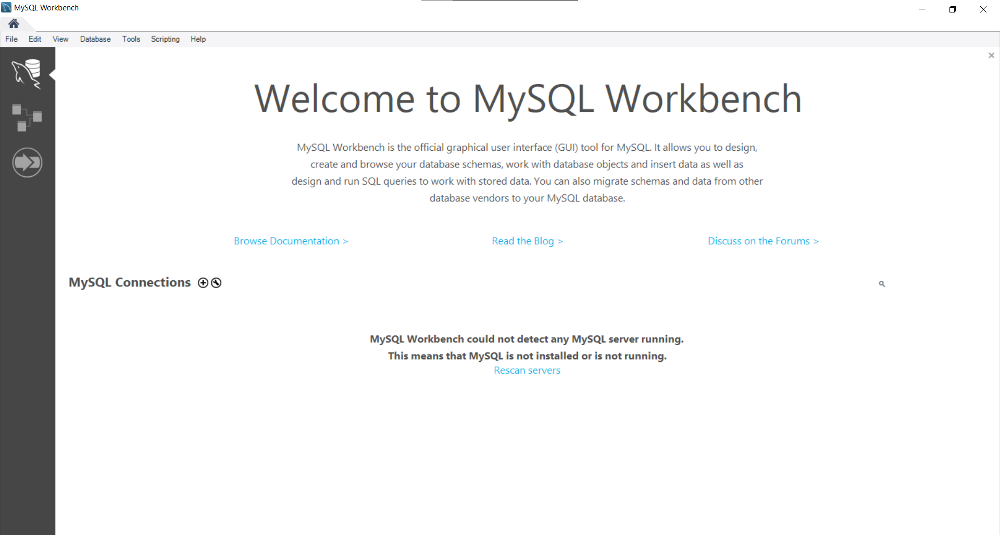 MySQL Workbench
File Edit View Database Tools Scripting Help
Welcome to MySQL Workbench
MySQL Workbench is the official graphical user interface (GUI) tool for MySQL. It allows you to design,
create and browse your database schemas, work with database objects and insert data as well as
design and run SQL queries to work with stored data. You can also migrate schemas and data from other
database vendors to your MySQL database.
Browse Documentation > Read the Blog > Discuss on the Forums >
MySQL Connections
MySQL Workbench could not detect any MySQL server running.
This means that MySQL is not installed or is not running.
Rescan servers